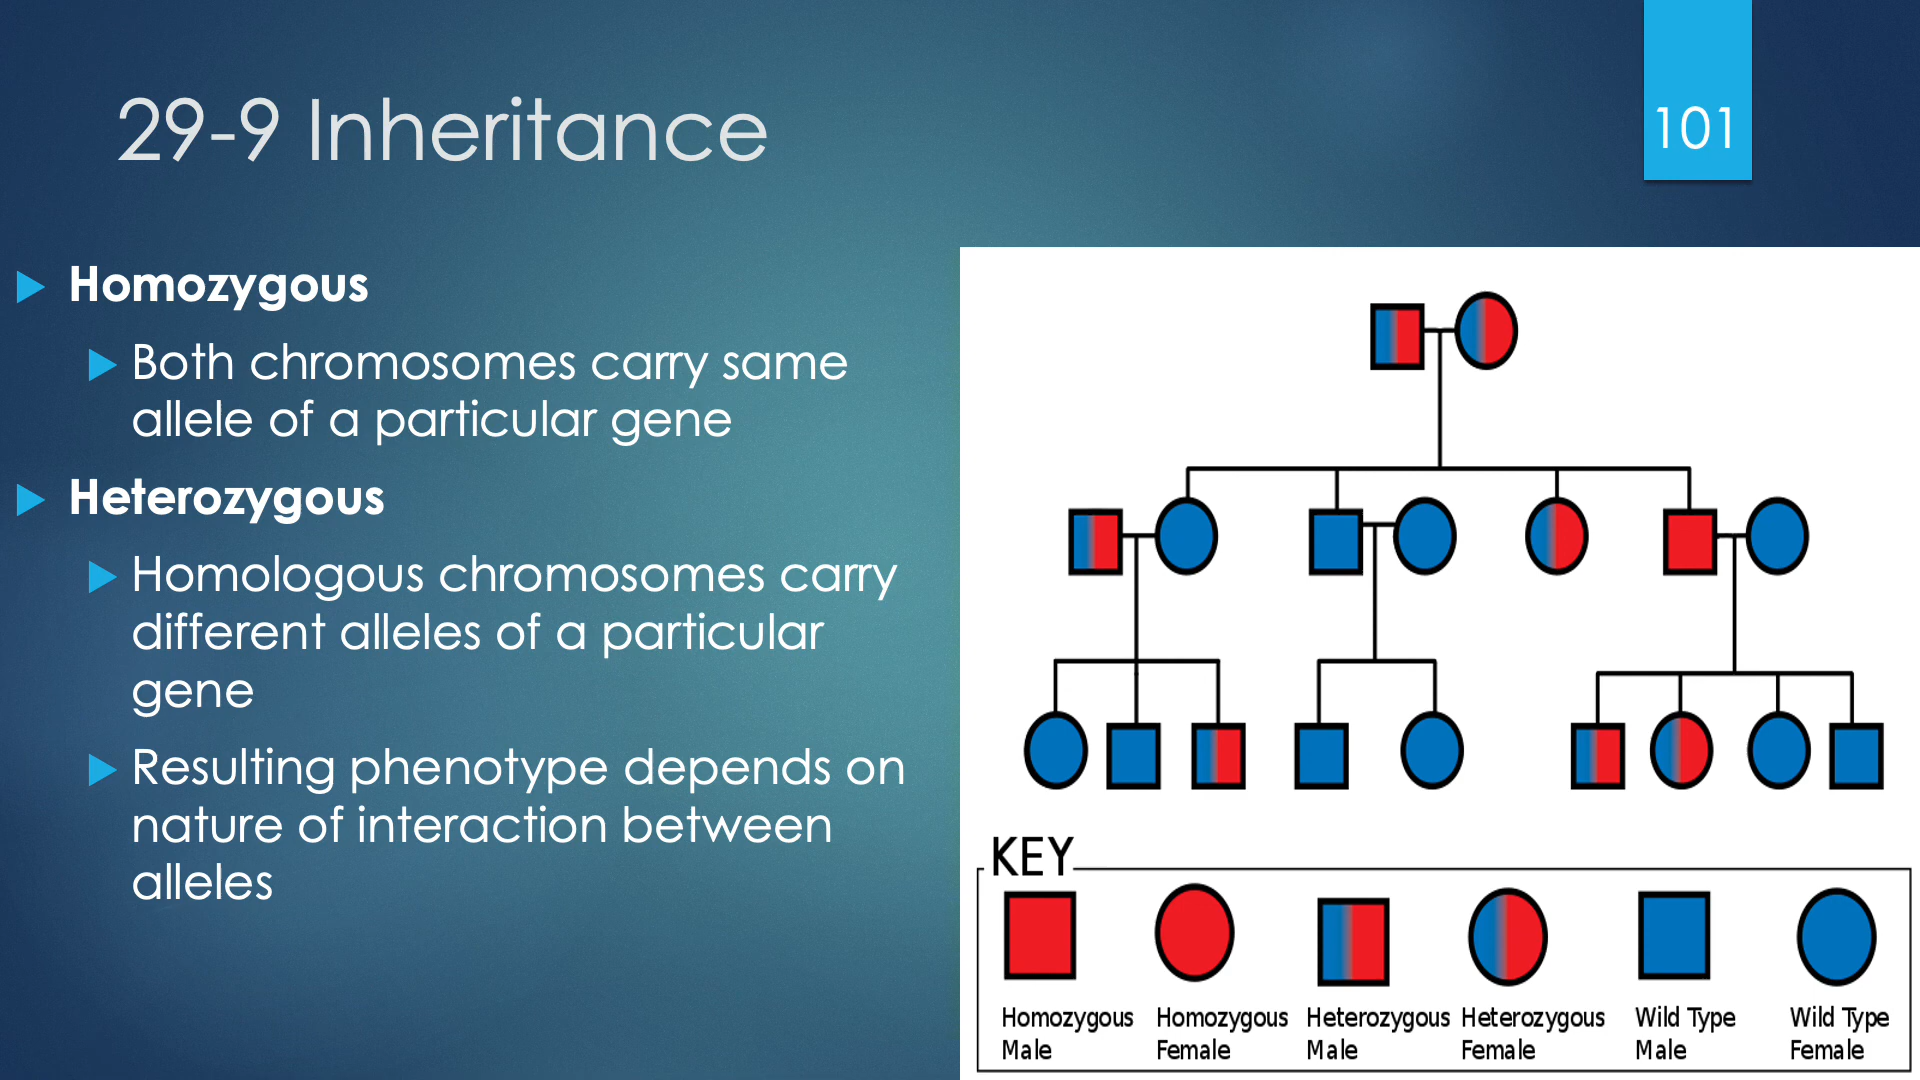 29-9 Inheritance
101
Homozygous
Both chromosomes carry same
allele of a particular gene
Heterozygous
Homologous chromosomes carry
different alleles of a particular
gene
Resulting phenotype depends on
nature of interaction between
alleles
KEY
Homozygous Male
Homozygous Female
Heterozygous Male
Heterozygous Female
Wild Type Male
Wild Type Female